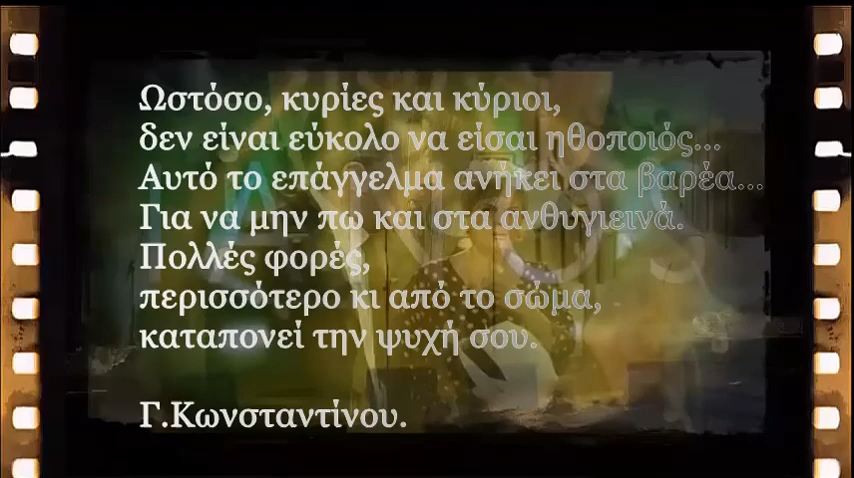 Ωστόσο, κυρίες και κύριοι,
δεν είναι εύκολο να είσαι ηθοποιός...
Αυτό το επάγγελμα ανήκει στα βαρέα...
Για να μην πω και στα ανθυγιεινά.
Πολλές φορές,
περισσότερο κι από το σώμα,
καταπονεί την ψυχή σου.
Γ.Κωνσταντίνου.